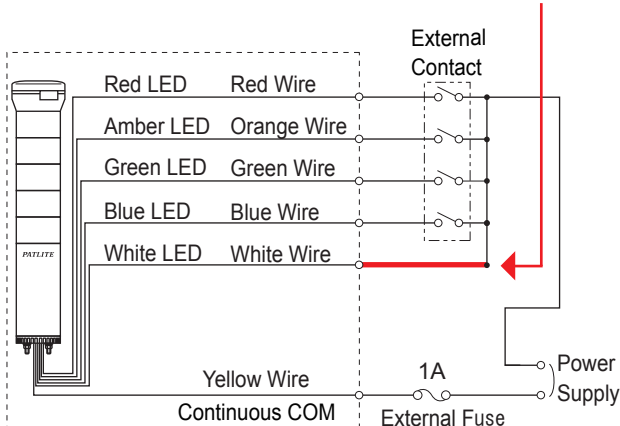 External
Contact
Red LED Red Wire
Amber LED Orange Wire
Green LED Green Wire
Blue LED Blue Wire
White LED White Wire
PATLITE
Yellow Wire
Continuous COM
1A
External Fuse
Power
Supply